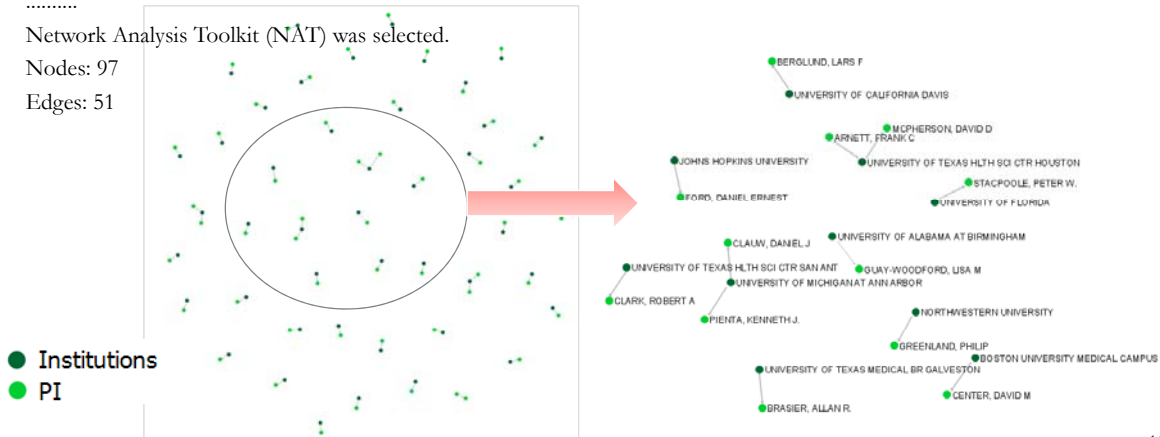 ..........
Network Analysis Toolkit (NAT) was selected.
Nodes: 97
Edges: 51
Institutions
PI
BERGLUND, LARS F
UNIVERSITY OF CALIFORNIA DAVIS
MCPHERSON, DAVID D
ARNETT, FRANK C
JOHNS HOPKINS UNIVERSITY
UNIVERSITY OF TEXAS HLTH SCI CTR HOUSTON
STACPOOLE, PETER W.
FORD, DANIEL ERNEST
UNIVERSITY OF FLORIDA
UNIVERSITY OF ALABAMA AT BIRMINGHAM
CLAUW, DANIEL J
UNIVERSITY OF TEXAS HLTH SCI CTR SAN ANT
GUAY-WOODFORD, LISA M
UNIVERSITY OF MICHIGAN AT ANN ARBOR
CLARK, ROBERT A
NORTHWESTERN UNIVERSITY
PIENTA, KENNETH J.
GREENLAND, PHILIP
BOSTON UNIVERSITY MEDICAL CAMPUS
UNIVERSITY OF TEXAS MEDICAL BR GALVESTON
CENTER, DAVID M
BRASIER, ALLAN R.